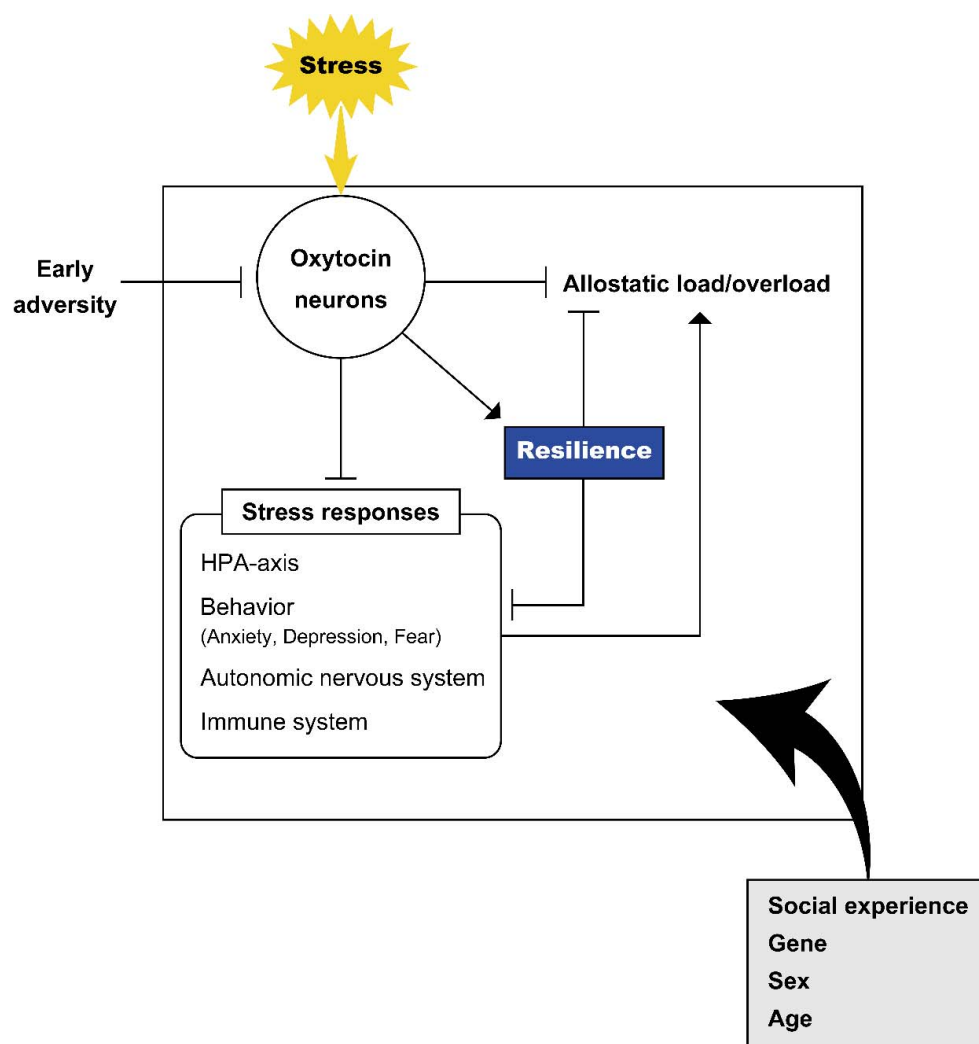 Stress
Oxytocin
neurons
Early
adversity
Allostatic load/overload
Resilience
Stress responses
HPA-axis
Behavior
(Anxiety, Depression, Fear)
Autonomic nervous system
Immune system
Social experience
Gene
Sex
Age